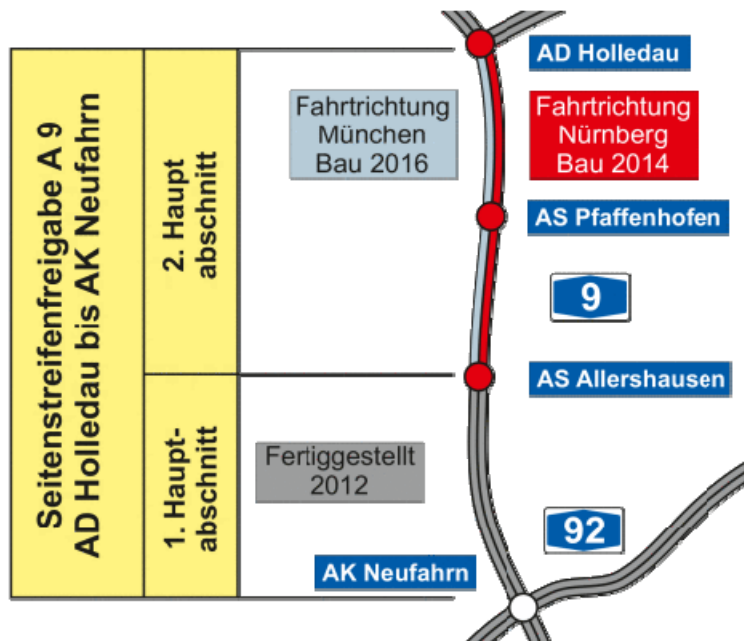 Seitenstreifenfreigabe A 9
AD Holledau bis AK Neufahrn
2. Haupt
abschnitt
1. Haupt-
abschnitt
Fahrtrichtung
München
Bau 2016
Fertiggestellt
2012
AD Holledau
Fahrtrichtung
Nürnberg
Bau 2014
AS Pfaffenhofen
9
AS Allershausen
92
AK Neufahrn